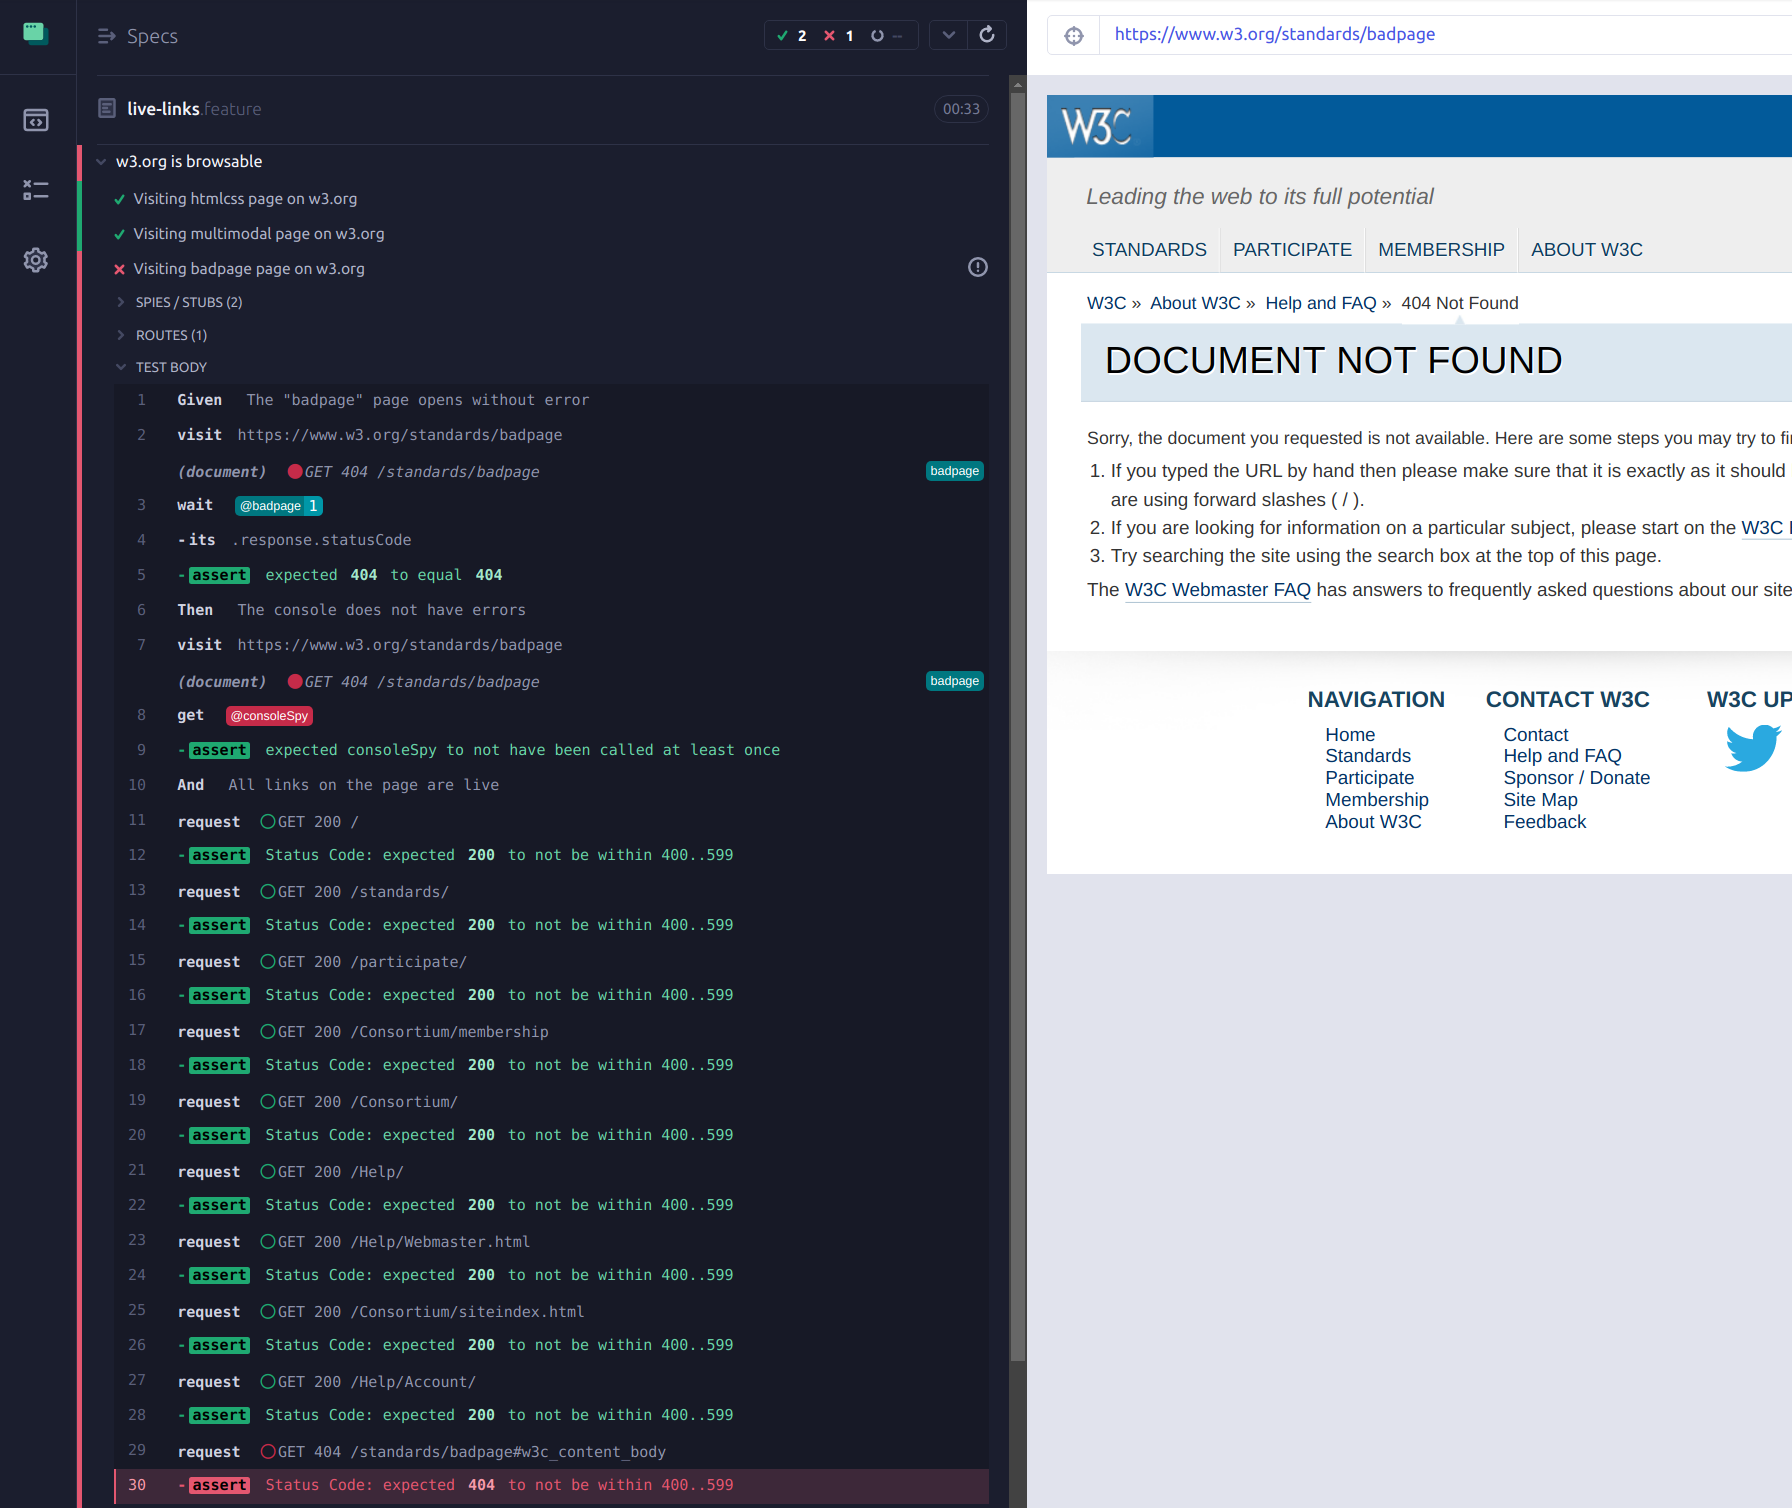 Specs
2
1
--
live-links.feature
00:33
w3.org is browsable
Visiting htmlcss page on w3.org
Visiting multimodal page on w3.org
Visiting badpage page on w3.org
SPIES / STUBS (2)
ROUTES (1)
TEST BODY
1 Given The "badpage" page opens without error
2 visit https://www.w3.org/standards/badpage
(document) GET 404 /standards/badpage badpage
3 wait @badpage 1
4 -its .response.statusCode
5 -assert expected 404 to equal 404
6 Then The console does not have errors
7 visit https://www.w3.org/standards/badpage
(document) GET 404 /standards/badpage badpage
8 get @consoleSpy
9 -assert expected consoleSpy to not have been called at least once
10 And All links on the page are live
11 request GET 200 /
12 -assert Status Code: expected 200 to not be within 400..599
13 request GET 200 /standards/
14 -assert Status Code: expected 200 to not be within 400..599
15 request GET 200 /participate/
16 -assert Status Code: expected 200 to not be within 400..599
17 request GET 200 /Consortium/membership
18 -assert Status Code: expected 200 to not be within 400..599
19 request GET 200 /Consortium/
20 -assert Status Code: expected 200 to not be within 400..599
21 request GET 200 /Help/
22 -assert Status Code: expected 200 to not be within 400..599
23 request GET 200 /Help/Webmaster.html
24 -assert Status Code: expected 200 to not be within 400..599
25 request GET 200 /Consortium/siteindex.html
26 -assert Status Code: expected 200 to not be within 400..599
27 request GET 200 /Help/Account/
28 -assert Status Code: expected 200 to not be within 400..599
29 request GET 404 /standards/badpage#w3c_content_body
30 -assert Status Code: expected 404 to not be within 400..599
https://www.w3.org/standards/badpage
W3C
Leading the web to its full potential
STANDARDS PARTICIPATE MEMBERSHIP ABOUT W3C
W3C » About W3C » Help and FAQ » 404 Not Found
DOCUMENT NOT FOUND
Sorry, the document you requested is not available. Here are some steps you may try to
1. If you typed the URL by hand then please make sure that it is exactly as it should
are using forward slashes ( / ).
2. If you are looking for information on a particular subject, please start on the W3C
3. Try searching the site using the search box at the top of this page.
The W3C Webmaster FAQ has answers to frequently asked questions about our site
NAVIGATION
Home
Standards
Participate
Membership
About W3C
CONTACT W3C
Contact
Help and FAQ
Sponsor / Donate
Site Map
Feedback
W3C UP